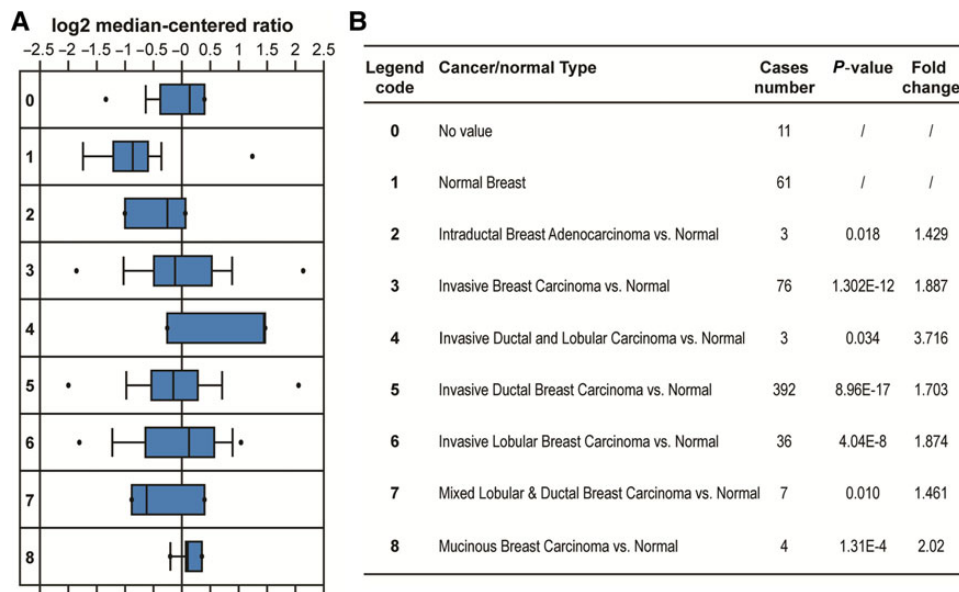 A
log2 median-centered ratio
−2.5 −2 −1.5 −1 −0.5 −0 0.5 1 1.5 2 2.5
0
1
2
3
4
5
6
7
8
B
Legend code Cancer/normal Type Cases number P-value Fold change
0 No value 11 / /
1 Normal Breast 61 / /
2 Intraductal Breast Adenocarcinoma vs. Normal 3 0.018 1.429
3 Invasive Breast Carcinoma vs. Normal 76 1.302E-12 1.887
4 Invasive Ductal and Lobular Carcinoma vs. Normal 3 0.034 3.716
5 Invasive Ductal Breast Carcinoma vs. Normal 392 8.96E-17 1.703
6 Invasive Lobular Breast Carcinoma vs. Normal 36 4.04E-8 1.874
7 Mixed Lobular & Ductal Breast Carcinoma vs. Normal 7 0.010 1.461
8 Mucinous Breast Carcinoma vs. Normal 4 1.31E-4 2.02